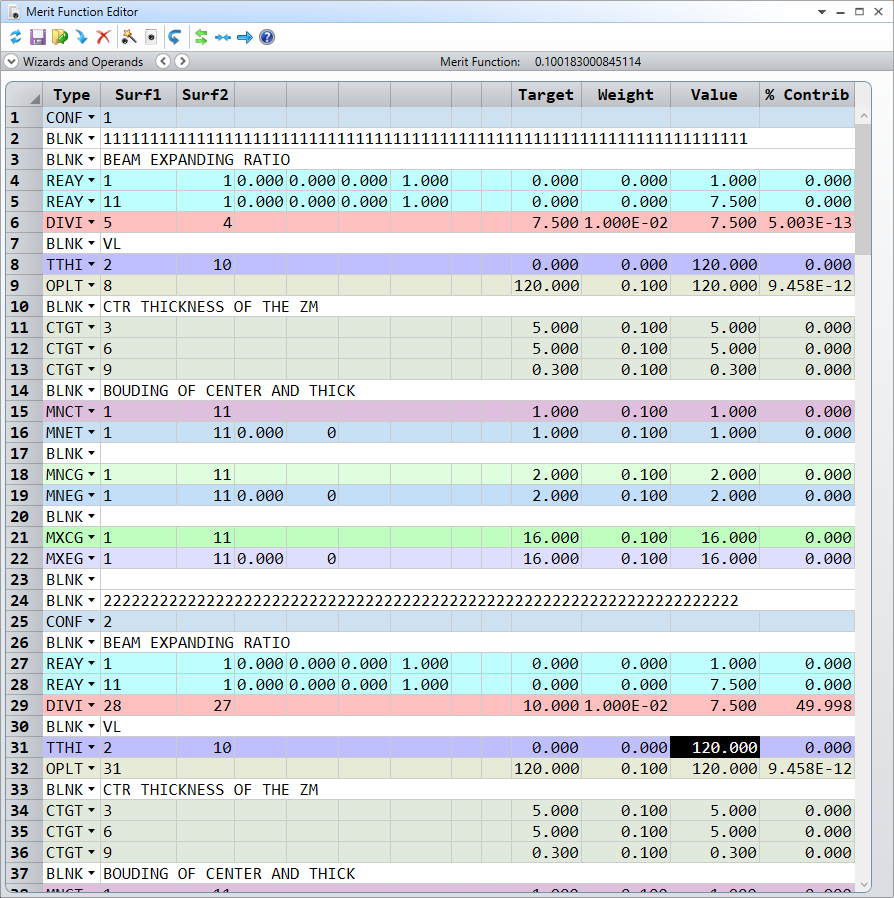 Merit Function Editor
Wizards and Operands Merit Function: 0.100183000845114
Type Surf1 Surf2 Target Weight Value % Contrib
1 CONF 1
2 BLNK 111111111111111111111111111111111111111111111111111111111111111111111
3 BLNK BEAM EXPANDING RATIO
4 REAY 1 1 0.000 0.000 0.000 1.000 0.000 0.000 1.000 0.000
5 REAY 11 1 0.000 0.000 0.000 1.000 0.000 0.000 7.500 0.000
6 DIVI 5 4 7.500 1.000E-02 7.500 5.003E-13
7 BLNK VL
8 TTHI 2 10 0.000 0.000 120.000 0.000
9 OPLT 8 120.000 0.100 120.000 9.458E-12
10 BLNK CTR THICKNESS OF THE ZM
11 CTGT 3 5.000 0.100 5.000 0.000
12 CTGT 6 5.000 0.100 5.000 0.000
13 CTGT 9 0.300 0.100 0.300 0.000
14 BLNK BOUDING OF CENTER AND THICK
15 MNCT 1 11 1.000 0.100 1.000 0.000
16 MNET 1 11 0.000 0 1.000 0.100 1.000 0.000
17 BLNK
18 MNCG 1 11 2.000 0.100 2.000 0.000
19 MNEG 1 11 0.000 0 2.000 0.100 2.000 0.000
20 BLNK
21 MXCG 1 11 16.000 0.100 16.000 0.000
22 MXEG 1 11 0.000 0 16.000 0.100 16.000 0.000
23 BLNK
24 BLNK 22222222222222222222222222222222222222222222222222222222222222222222
25 CONF 2
26 BLNK BEAM EXPANDING RATIO
27 REAY 1 1 0.000 0.000 0.000 1.000 0.000 0.000 1.000 0.000
28 REAY 11 1 0.000 0.000 0.000 1.000 0.000 0.000 7.500 0.000
29 DIVI 28 27 10.000 1.000E-02 7.500 49.998
30 BLNK VL
31 TTHI 2 10 0.000 0.000 120.000 0.000
32 OPLT 31 120.000 0.100 120.000 9.458E-12
33 BLNK CTR THICKNESS OF THE ZM
34 CTGT 3 5.000 0.100 5.000 0.000
35 CTGT 6 5.000 0.100 5.000 0.000
36 CTGT 9 0.300 0.100 0.300 0.000
37 BLNK BOUDING OF CENTER AND THICK